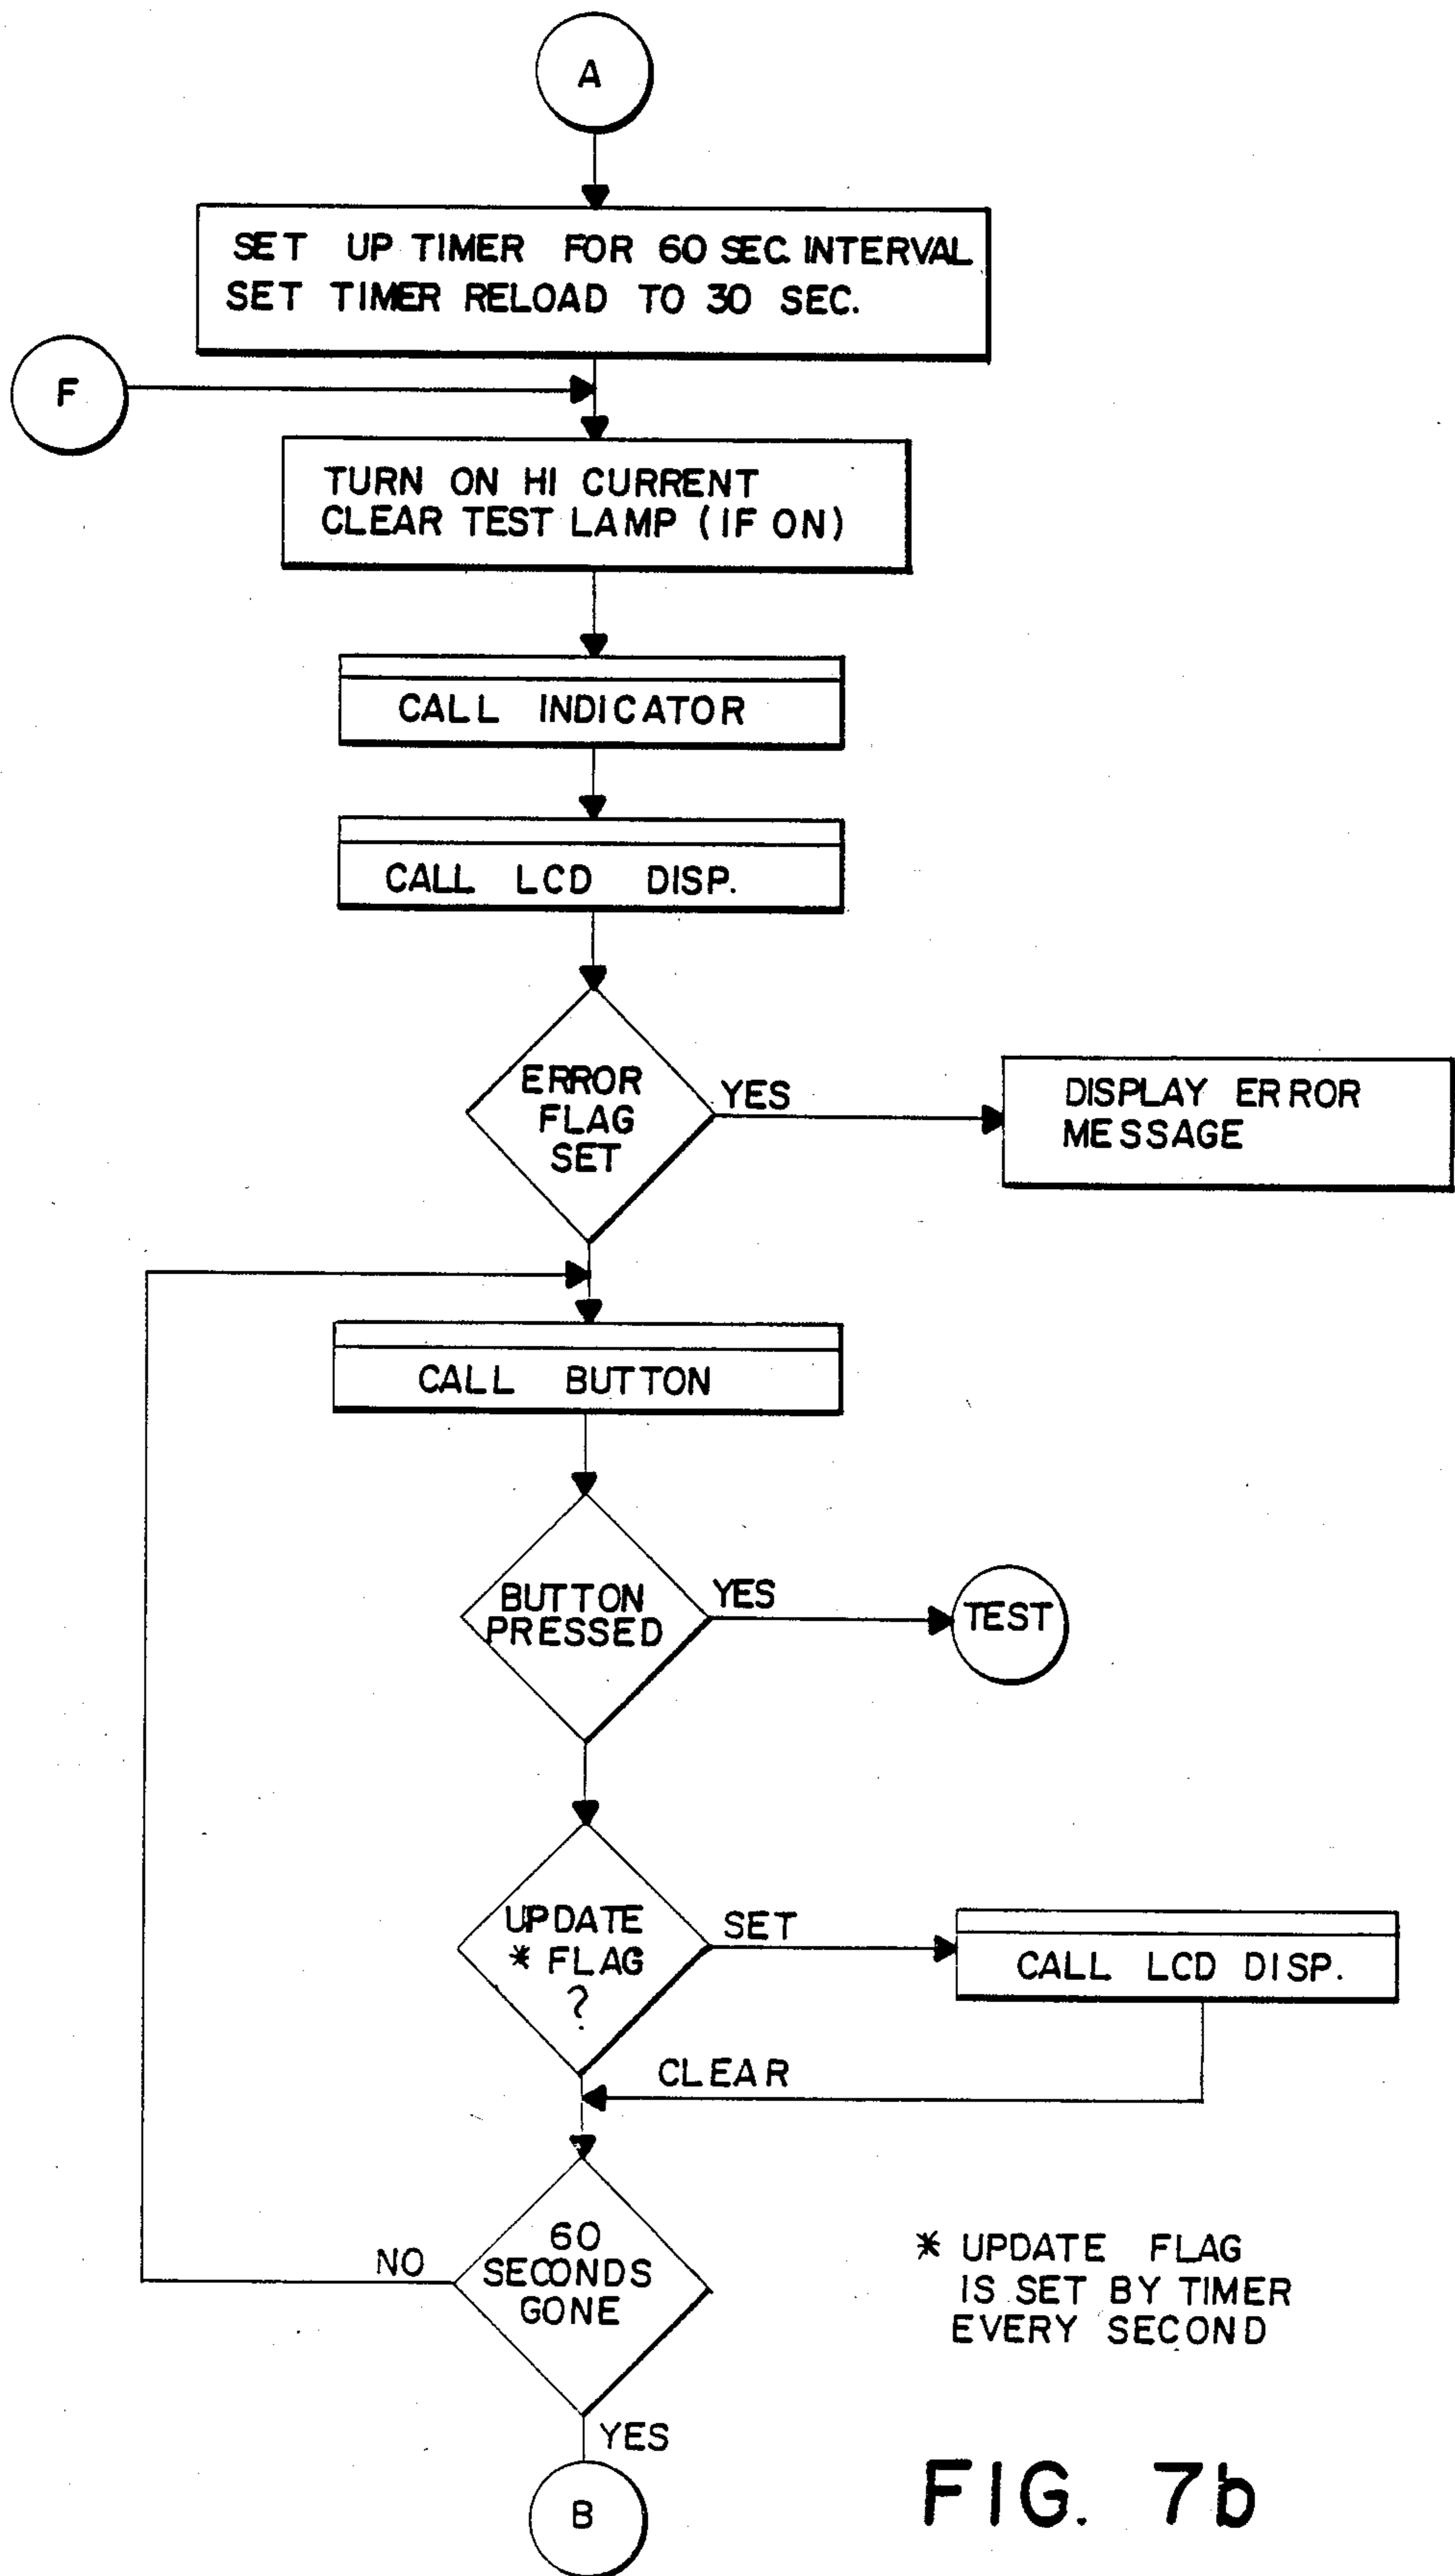 A
SET UP TIMER FOR 60 SEC. INTERVAL
SET TIMER RELOAD TO 30 SEC.
F
TURN ON HI CURRENT
CLEAR TEST LAMP (IF ON)
CALL INDICATOR
CALL LCD DISP.
ERROR
FLAG
SET
YES
DISPLAY ERROR
MESSAGE
CALL BUTTON
BUTTON
PRESSED
YES
TEST
UPDATE
* FLAG
?
SET
CALL LCD DISP.
CLEAR
60
SECONDS
GONE
NO
YES
* UPDATE FLAG
IS SET BY TIMER
EVERY SECOND
B
FIG. 7b